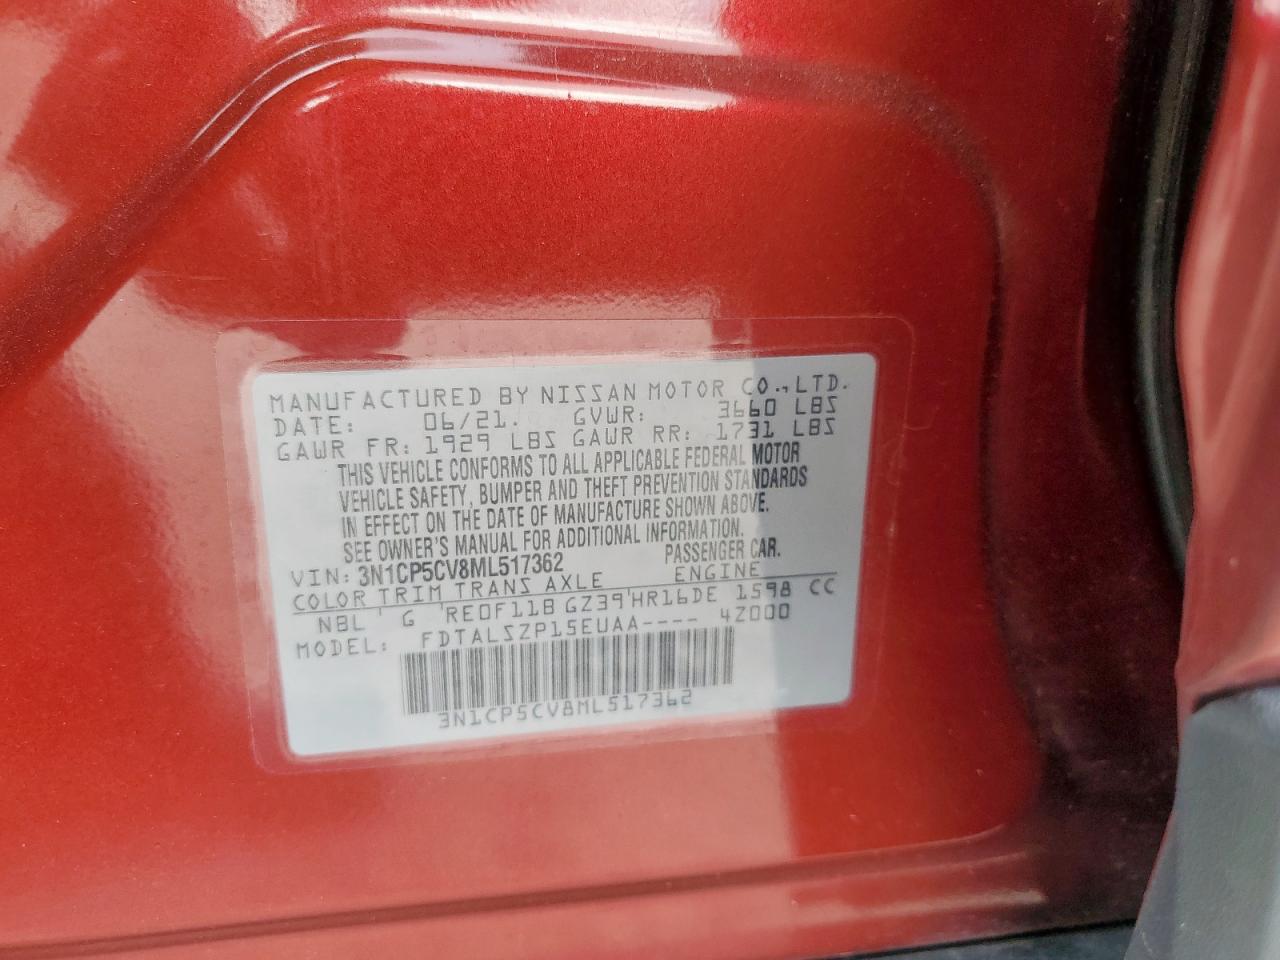 MANUFACTURED BY NISSAN MOTOR CO.,LTD.
DATE: 06/21. GVWR: 3660 LBS
GAWR FR: 1929 LBS GAWR RR: 1731 LBS
THIS VEHICLE CONFORMS TO ALL APPLICABLE FEDERAL MOTOR
VEHICLE SAFETY, BUMPER AND THEFT PREVENTION STANDARDS
IN EFFECT ON THE DATE OF MANUFACTURE SHOWN ABOVE.
SEE OWNER'S MANUAL FOR ADDITIONAL INFORMATION.
VIN: 3N1CP5CV8ML517362 PASSENGER CAR.
COLOR TRIM TRANS AXLE ENGINE
NBL G RE0F11B GZ39 HR16DE 1598 CC
MODEL: FDTALSZP15EUAA---- 4Z000
3N1CP5CV8ML517362